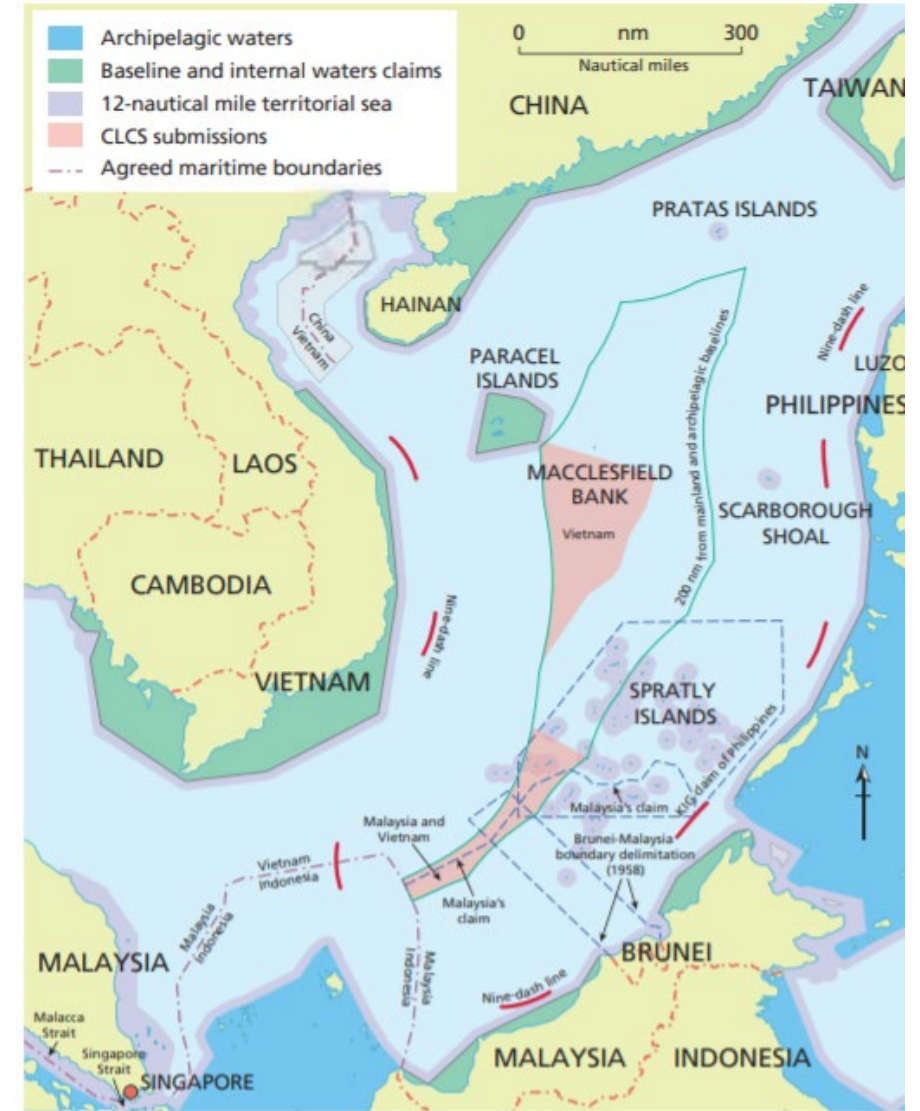 Archipelagic waters
Baseline and internal waters claims
12-nautical mile territorial sea
CLCS submissions
Agreed maritime boundaries
0 nm 300
Nautical miles
CHINA
TAIWAN
PRATAS ISLANDS
HAINAN
China
Vietnam
PARACEL
ISLANDS
Nine-dash line
LUZO
PHILIPPINES
200 nm from mainland and archipelagic baselines
THAILAND
LAOS
MACCLESFIELD
BANK
Vietnam
SCARBOROUGH
SHOAL
CAMBODIA
Nine-dash line
VIETNAM
SPRATLY
ISLANDS
N
KIG claim of Philippines
Malaysia's claim
Malaysia and
Vietnam
Brunei-Malaysia
boundary delimitation
(1958)
Vietnam
Indonesia
Malaysia's
claim
Malaysia
Indonesia
Malaysia
Indonesia
MALAYSIA
BRUNEI
Nine-dash line
Malacca
Strait
Singapore
Strait
SINGAPORE
MALAYSIA
INDONESIA